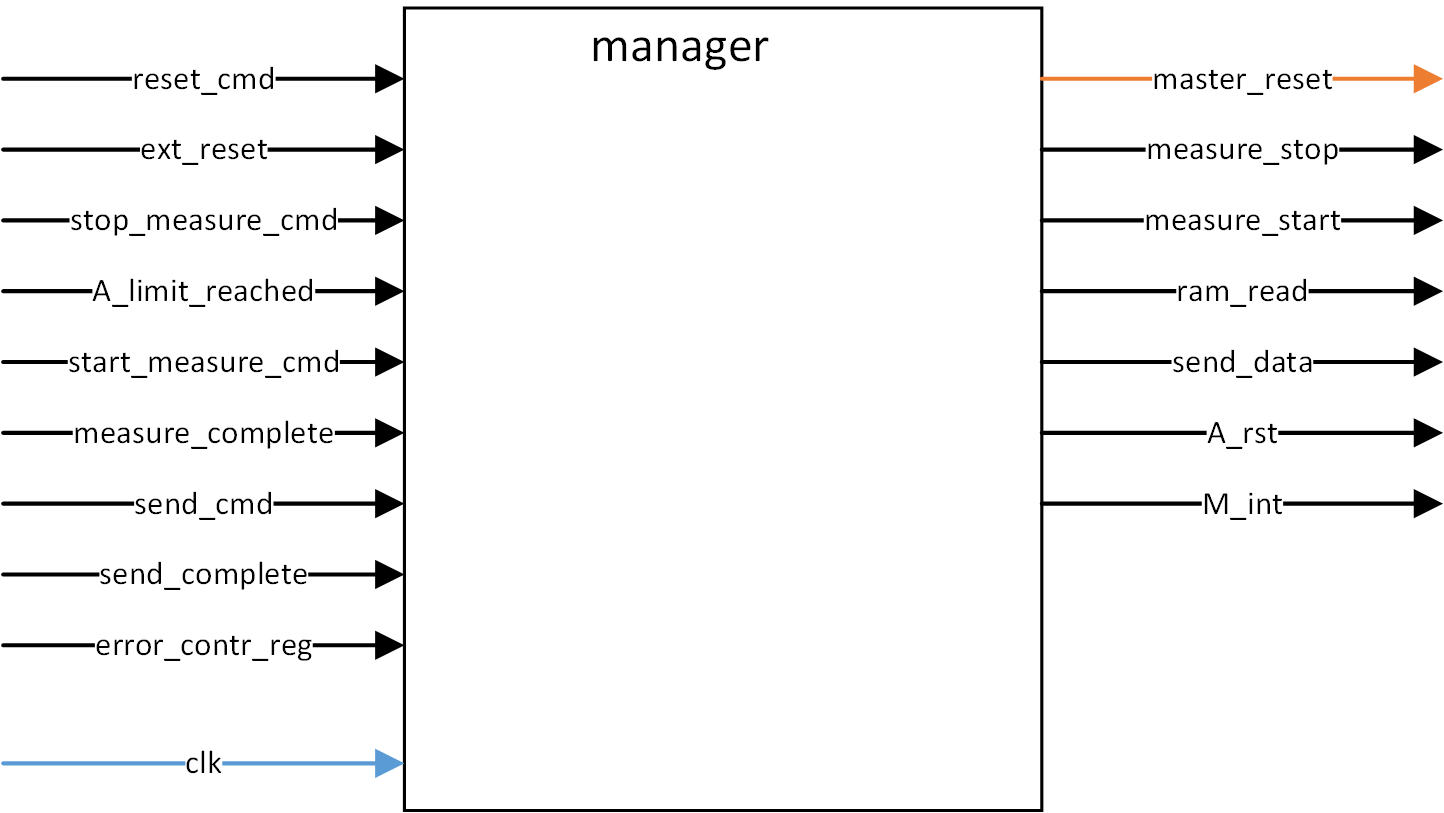 manager
reset_cmd
master_reset
ext_reset
measure_stop
stop_measure_cmd
measure_start
A_limit_reached
ram_read
start_measure_cmd
send_data
measure_complete
A_rst
send_cmd
M_int
send_complete
error_contr_reg
clk